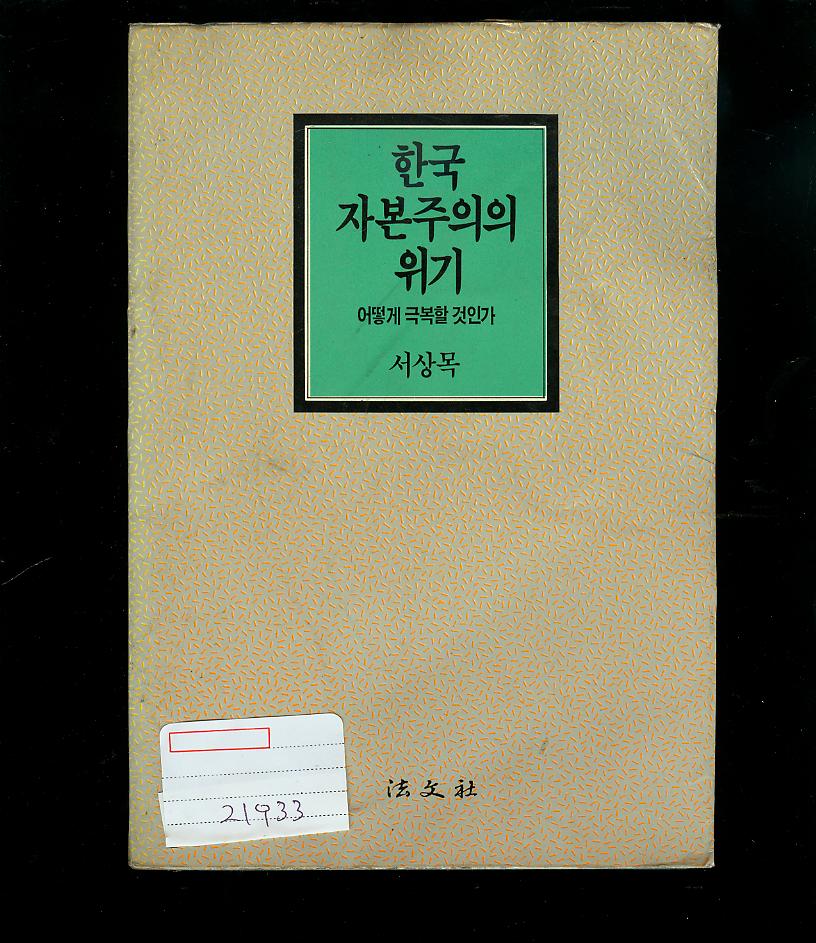 한국
자본주의의
위기
어떻게 극복할 것인가
서상목
法文社
21933